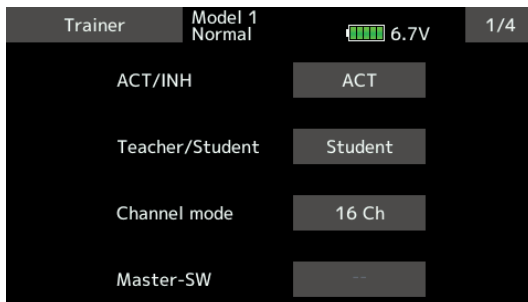 Trainer
Model 1
Normal
6.7V
1/4
ACT/INH ACT
Teacher/Student Student
Channel mode 16 Ch
Master-SW --